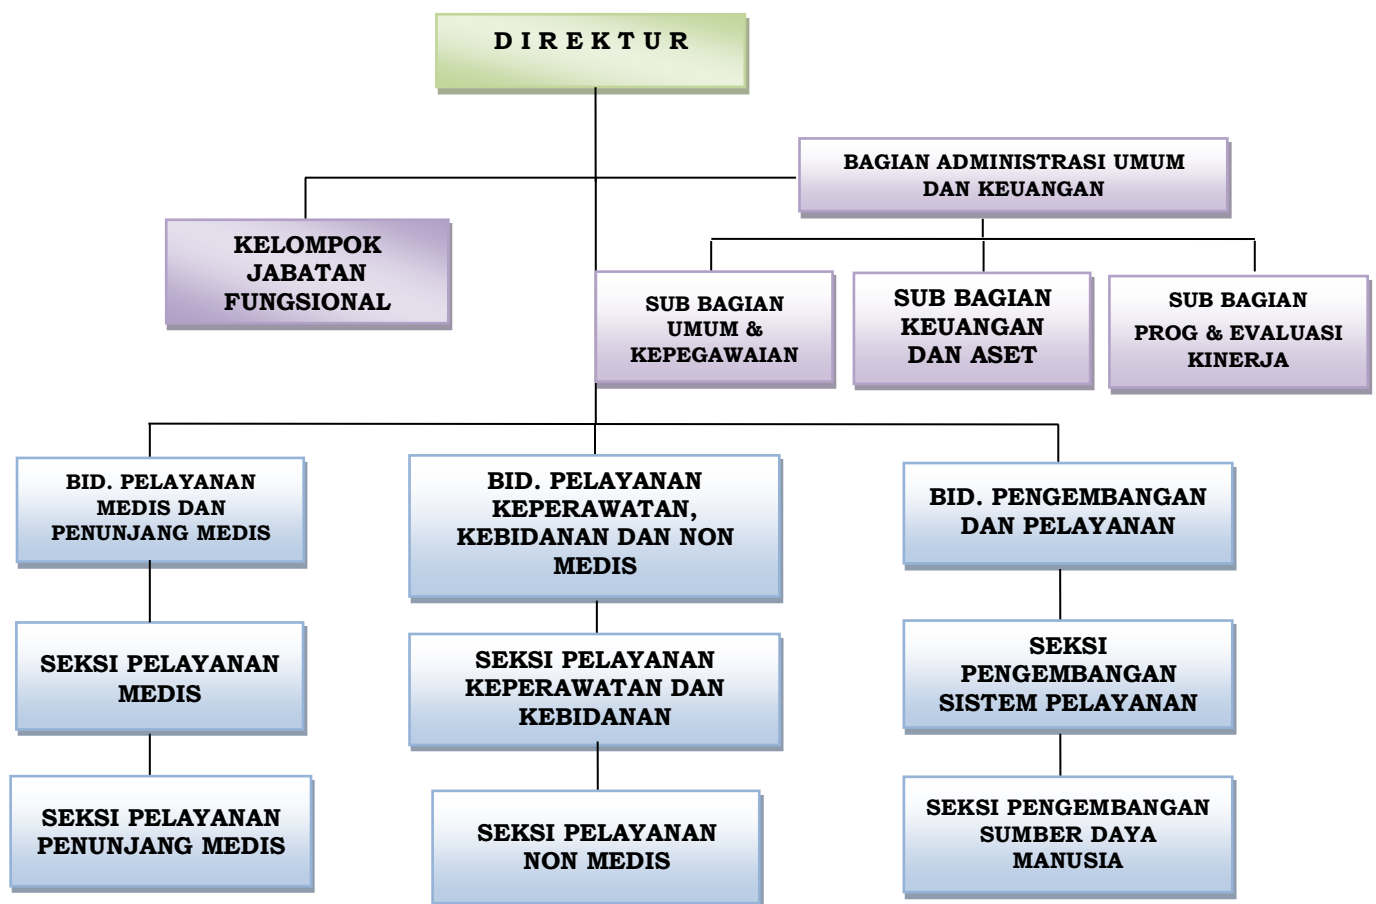 D I R E K T U R
BAGIAN ADMINISTRASI UMUM
DAN KEUANGAN
KELOMPOK
JABATAN
FUNGSIONAL
SUB BAGIAN
UMUM &
KEPEGAWAIAN
SUB BAGIAN
KEUANGAN
DAN ASET
SUB BAGIAN
PROG & EVALUASI
KINERJA
BID. PELAYANAN
MEDIS DAN
PENUNJANG MEDIS
BID. PELAYANAN
KEPERAWATAN,
KEBIDANAN DAN NON
MEDIS
BID. PENGEMBANGAN
DAN PELAYANAN
SEKSI PELAYANAN
MEDIS
SEKSI PELAYANAN
KEPERAWATAN DAN
KEBIDANAN
SEKSI
PENGEMBANGAN
SISTEM PELAYANAN
SEKSI PELAYANAN
PENUNJANG MEDIS
SEKSI PELAYANAN
NON MEDIS
SEKSI PENGEMBANGAN
SUMBER DAYA
MANUSIA